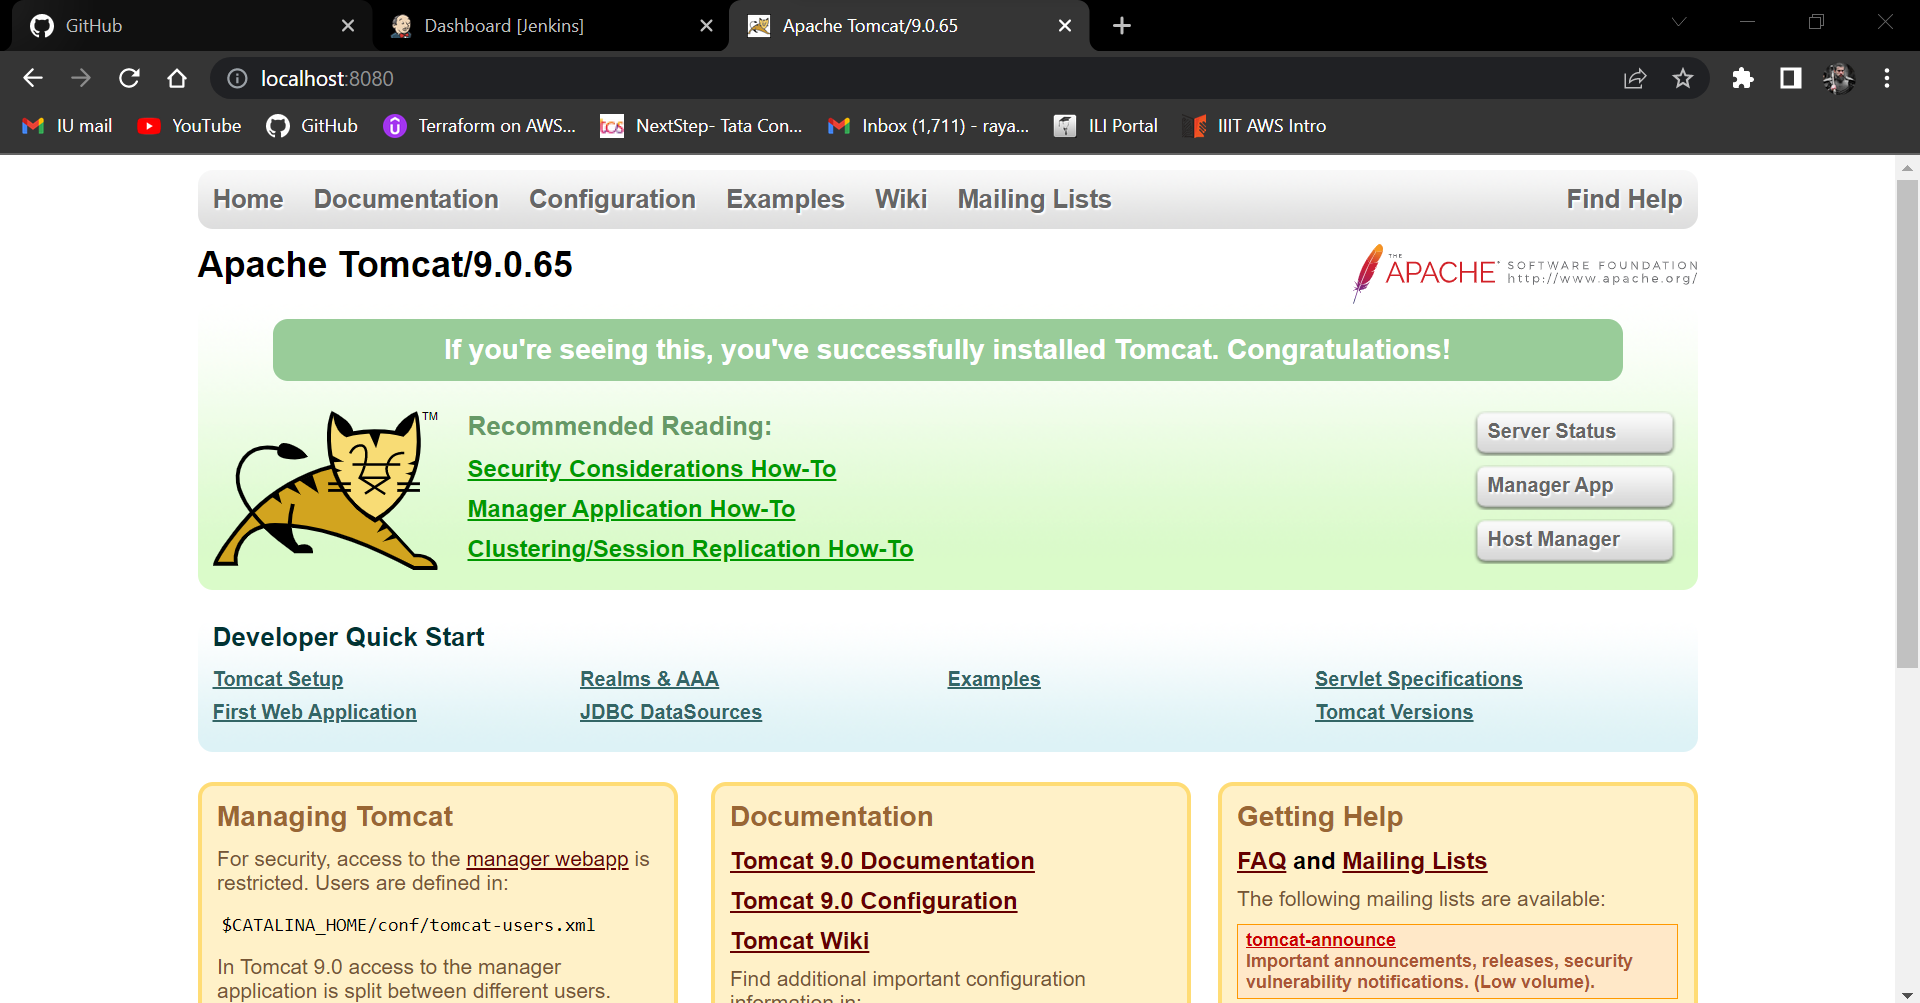 GitHub
Dashboard [Jenkins]
Apache Tomcat/9.0.65
localhost:8080
IU mail
YouTube
GitHub
Terraform on AWS...
tcs
NextStep- Tata Con...
Inbox (1,711) - raya...
ILI Portal
IIIT AWS Intro
Home Documentation Configuration Examples Wiki Mailing Lists Find Help
Apache Tomcat/9.0.65
THE APACHE SOFTWARE FOUNDATION
http://www.apache.org/
If you're seeing this, you've successfully installed Tomcat. Congratulations!
TM
Recommended Reading:
Security Considerations How-To
Manager Application How-To
Clustering/Session Replication How-To
Server Status
Manager App
Host Manager
Developer Quick Start
Tomcat Setup
First Web Application
Realms & AAA
JDBC DataSources
Examples
Servlet Specifications
Tomcat Versions
Managing Tomcat
For security, access to the manager webapp is
restricted. Users are defined in:
$CATALINA_HOME/conf/tomcat-users.xml
In Tomcat 9.0 access to the manager
application is split between different users.
Documentation
Tomcat 9.0 Documentation
Tomcat 9.0 Configuration
Tomcat Wiki
Find additional important configuration
information in:
Getting Help
FAQ and Mailing Lists
The following mailing lists are available:
tomcat-announce
Important announcements, releases, security
vulnerability notifications. (Low volume).